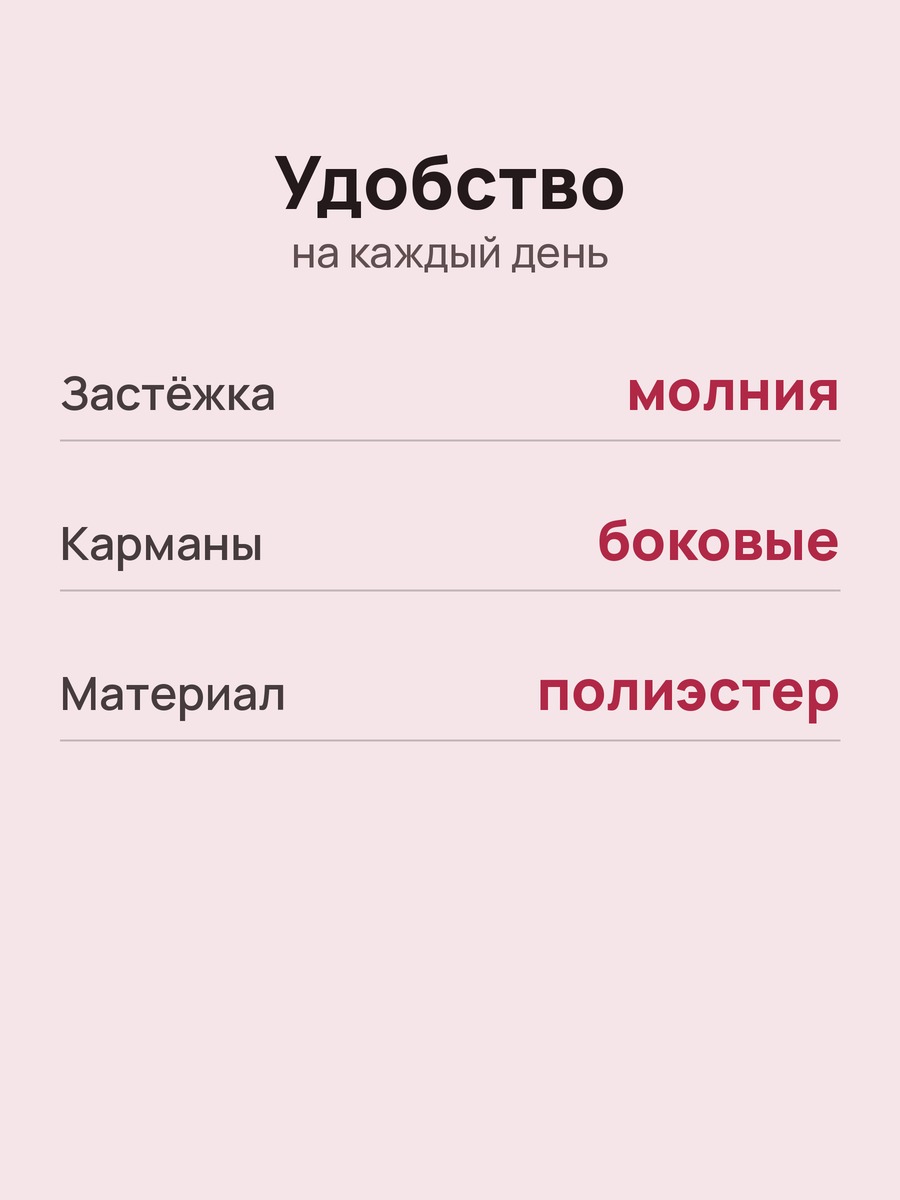 Удобство
на каждый день
Застёжка молния
Карманы боковые
Материал полиэстер